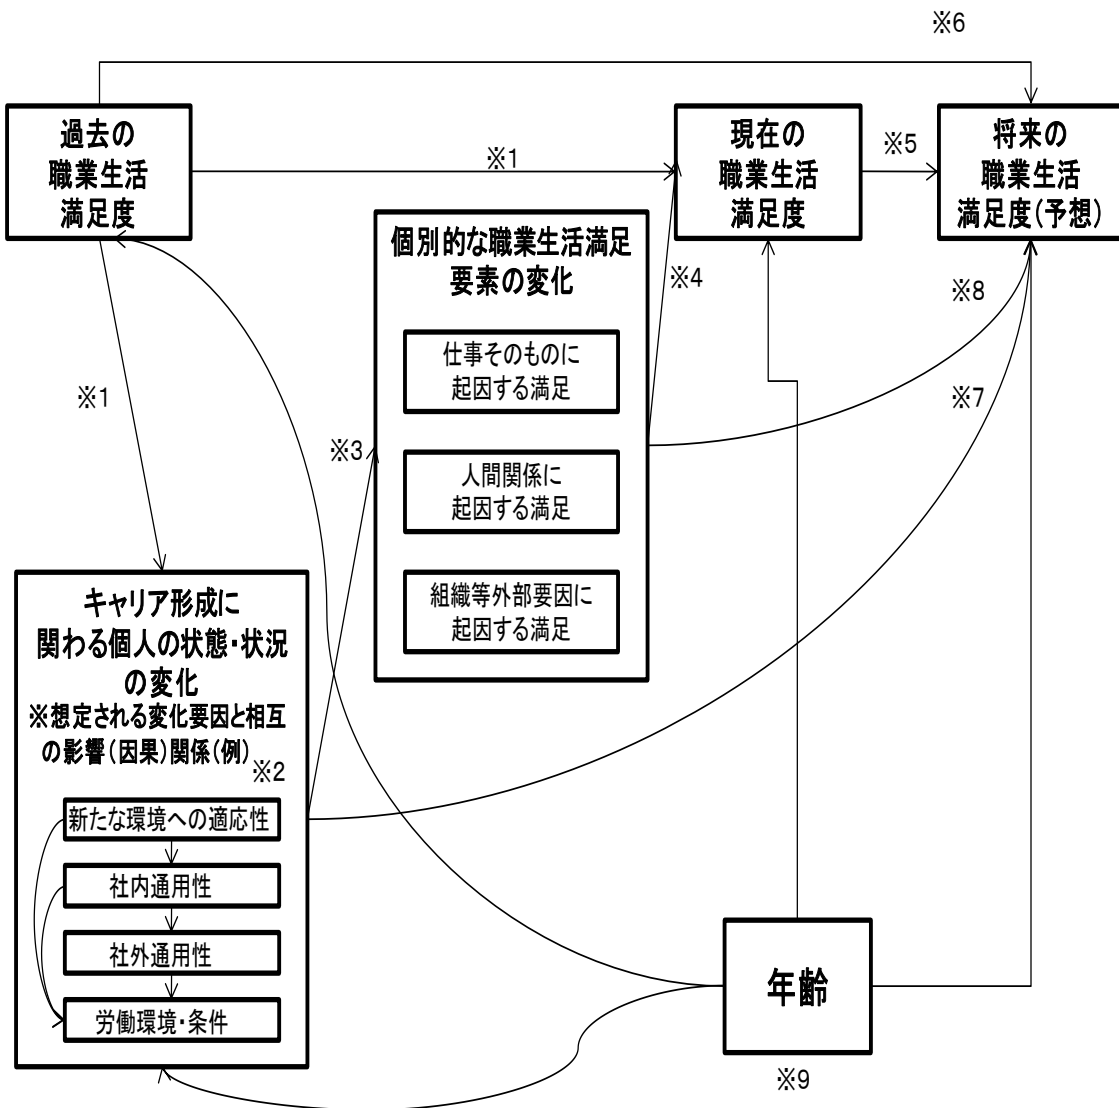 ※6
過去の
職業生活
満足度
※1
現在の
職業生活
満足度
※5
将来の
職業生活
満足度(予想)
個別的な職業生活満足
要素の変化
※4
※8
仕事そのものに
起因する満足
※1
※7
※3
人間関係に
起因する満足
組織等外部要因に
起因する満足
キャリア形成に
関わる個人の状態・状況
の変化
※想定される変化要因と相互
の影響(因果)関係(例)
※2
新たな環境への適応性
社内通用性
社外通用性
労働環境・条件
年齢
※9